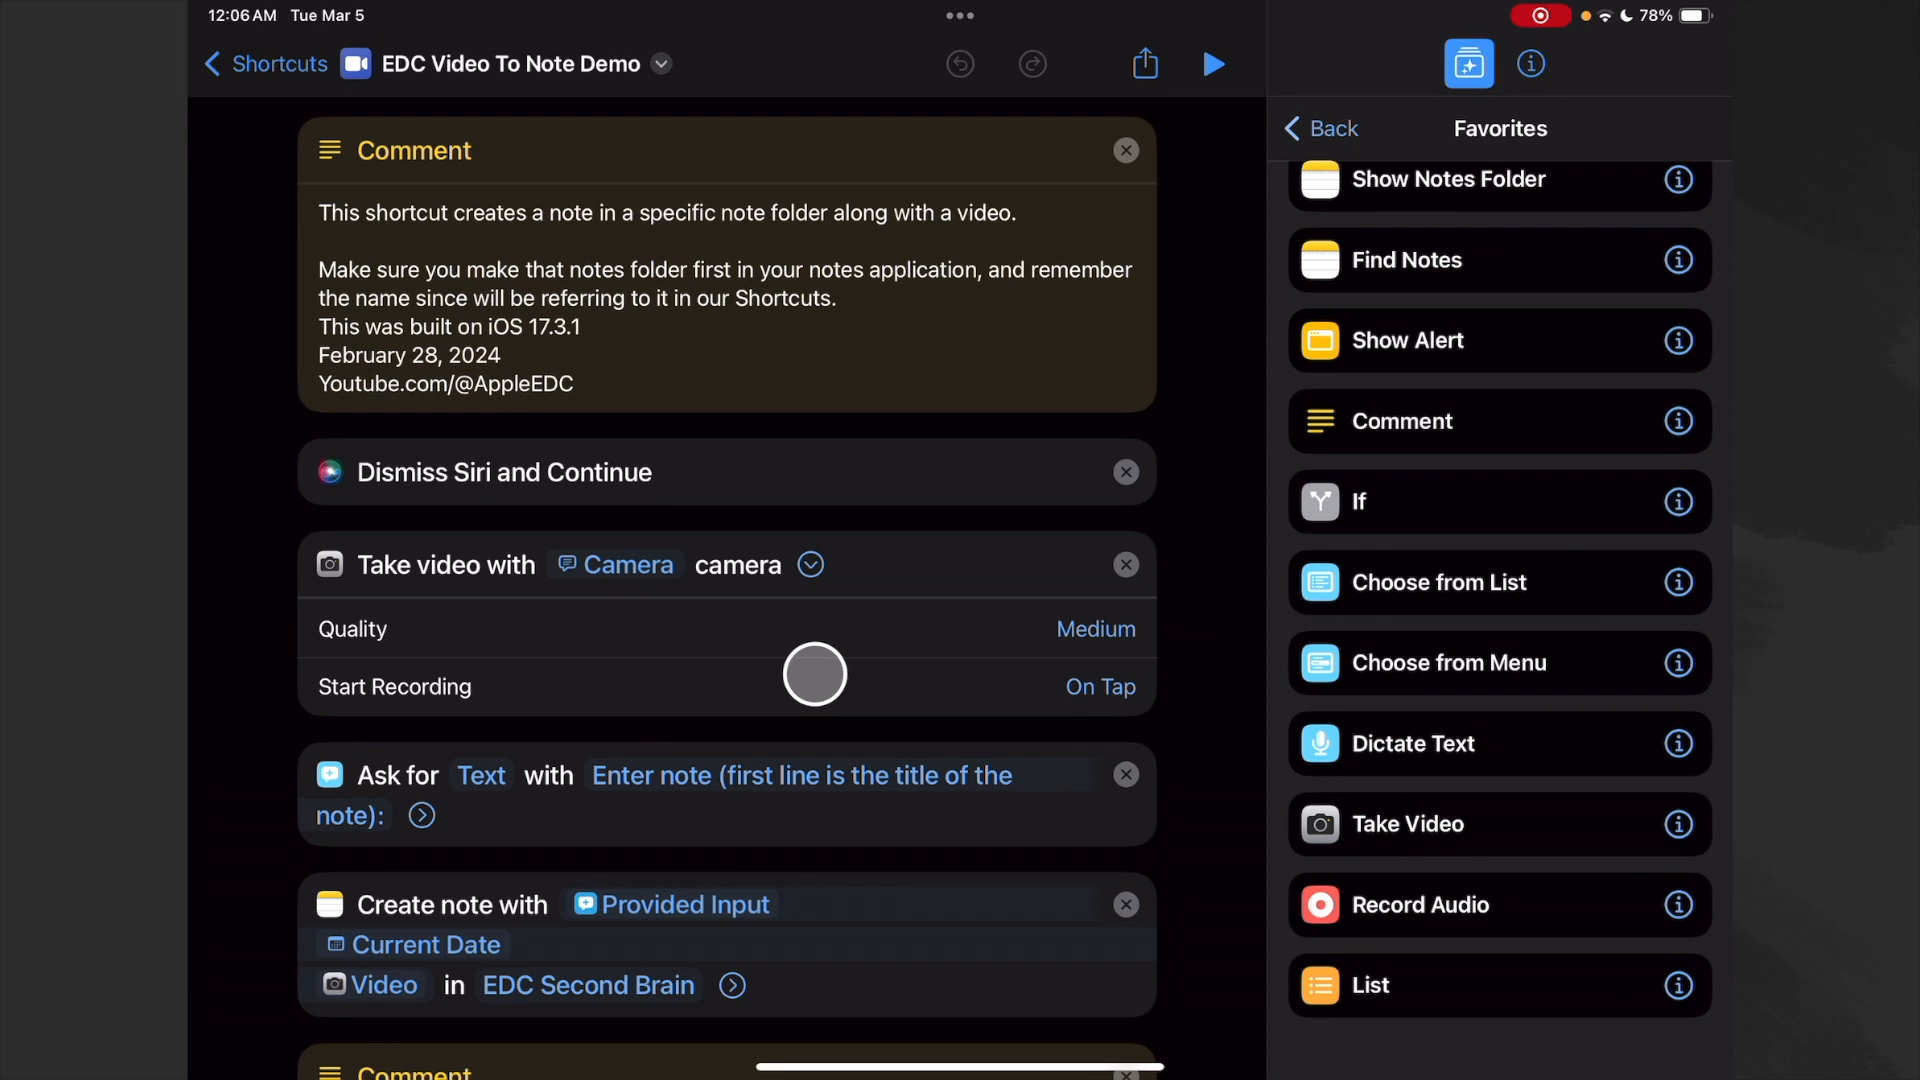 12:06 AM Tue Mar 5
78%
Shortcuts EDC Video To Note Demo
Back Favorites
Comment
This shortcut creates a note in a specific note folder along with a video.
Make sure you make that notes folder first in your notes application, and remember
the name since will be referring to it in our Shortcuts.
This was built on iOS 17.3.1
February 28, 2024
Youtube.com/@AppleEDC
Dismiss Siri and Continue
Take video with Camera camera
Quality Medium
Start Recording On Tap
Ask for Text with Enter note (first line is the title of the
note):
Create note with Provided Input
Current Date
Video in EDC Second Brain
Comment
Show Notes Folder
Find Notes
Show Alert
Comment
If
Choose from List
Choose from Menu
Dictate Text
Take Video
Record Audio
List